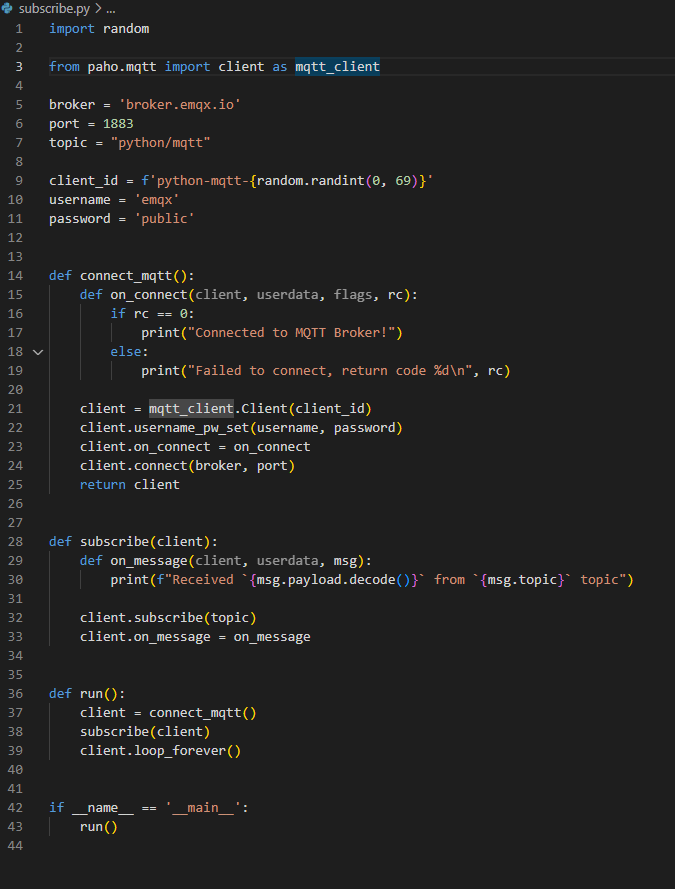 subscribe.py > ...
1 import random
2
3 from paho.mqtt import client as mqtt_client
4
5 broker = 'broker.emqx.io'
6 port = 1883
7 topic = "python/mqtt"
8
9 client_id = f'python-mqtt-{random.randint(0, 69)}'
10 username = 'emqx'
11 password = 'public'
12
13
14 def connect_mqtt():
15     def on_connect(client, userdata, flags, rc):
16         if rc == 0:
17             print("Connected to MQTT Broker!")
18         else:
19             print("Failed to connect, return code %d\n", rc)
20
21     client = mqtt_client.Client(client_id)
22     client.username_pw_set(username, password)
23     client.on_connect = on_connect
24     client.connect(broker, port)
25     return client
26
27
28 def subscribe(client):
29     def on_message(client, userdata, msg):
30         print(f"Received `{msg.payload.decode()}` from `{msg.topic}` topic")
31
32     client.subscribe(topic)
33     client.on_message = on_message
34
35
36 def run():
37     client = connect_mqtt()
38     subscribe(client)
39     client.loop_forever()
40
41
42 if __name__ == '__main__':
43     run()
44